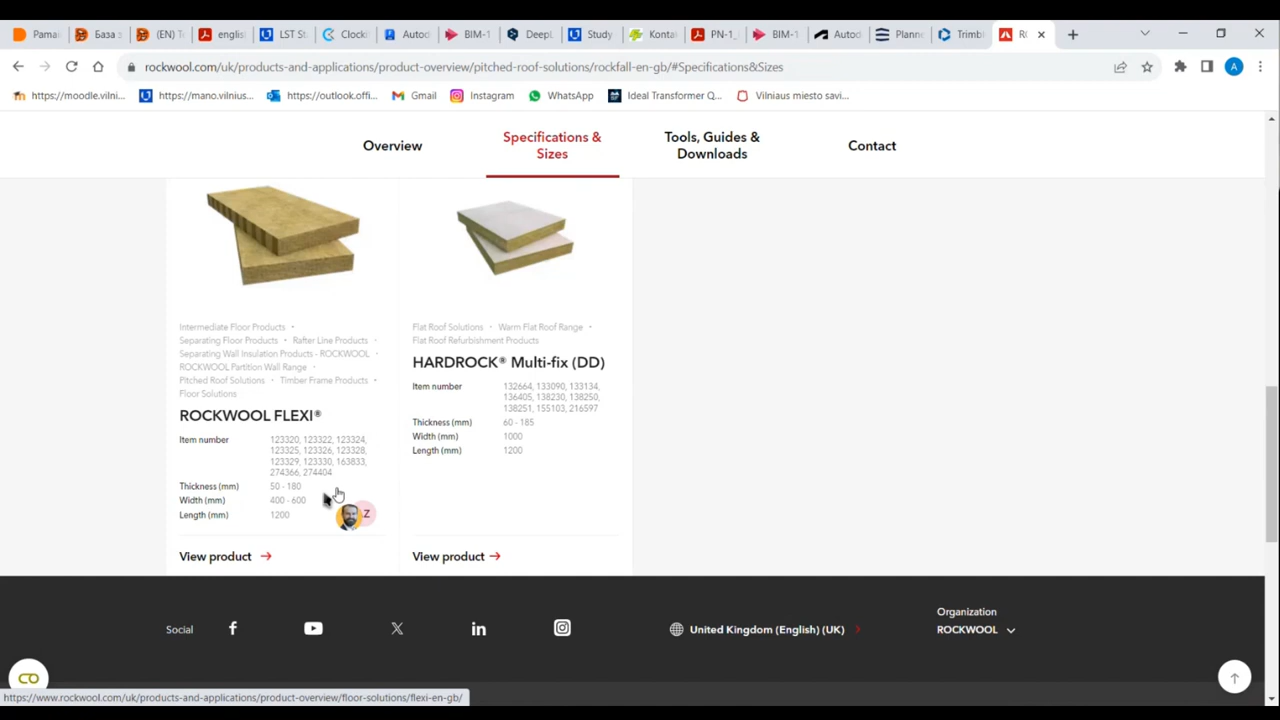 Pamai
База з
(EN) Te
englis
LST St
Clock
Autod
BIM-1
DeepL
Study
Konta
PN-1_
BIM-1
Autod
Planne
Trimbl
RO
rockwool.com/uk/products-and-applications/product-overview/pitched-roof-solutions/rockfall-en-gb/#Specifications&Sizes
A
https://moodle.vilni...
https://mano.vilnius...
https://outlook.offi...
Gmail
Instagram
WhatsApp
Ideal Transformer Q...
Vilniaus miesto savi...
Overview
Specifications &
Sizes
Tools, Guides &
Downloads
Contact
Intermediate Floor Products •
Separating Floor Products • Rafter Line Products •
Separating Wall Insulation Products - ROCKWOOL •
ROCKWOOL Partition Wall Range •
Pitched Roof Solutions • Timber Frame Products •
Floor Solutions
ROCKWOOL FLEXI®
Item number 123320, 123322, 123324,
123325, 123326, 123328,
123329, 123330, 163833,
274366, 274404
Thickness (mm) 50 - 180
Width (mm) 400 - 600
Length (mm) 1200
Z
View product
Flat Roof Solutions • Warm Flat Roof Range •
Flat Roof Refurbishment Products
HARDROCK® Multi-fix (DD)
Item number 132664, 133090, 133134,
136405, 138230, 138250,
138251, 155103, 216597
Thickness (mm) 60 - 185
Width (mm) 1000
Length (mm) 1200
View product
Social
United Kingdom (English) (UK)
Organization
ROCKWOOL
https://www.rockwool.com/uk/products-and-applications/product-overview/floor-solutions/flexi-en-gb/